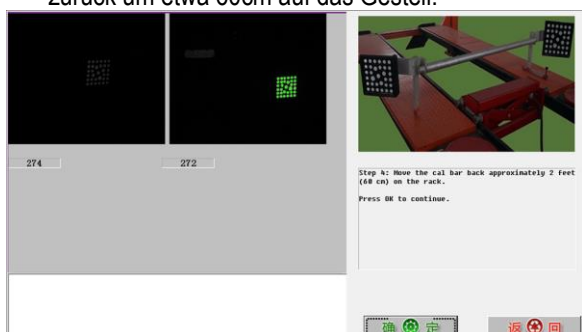 zurück um etwa 60cm auf das Gestell.
274
272
Step 4: Move the cal bar back approximately 2 feet
(60 cm) on the rack.
Press OK to continue.
确 定
返 回